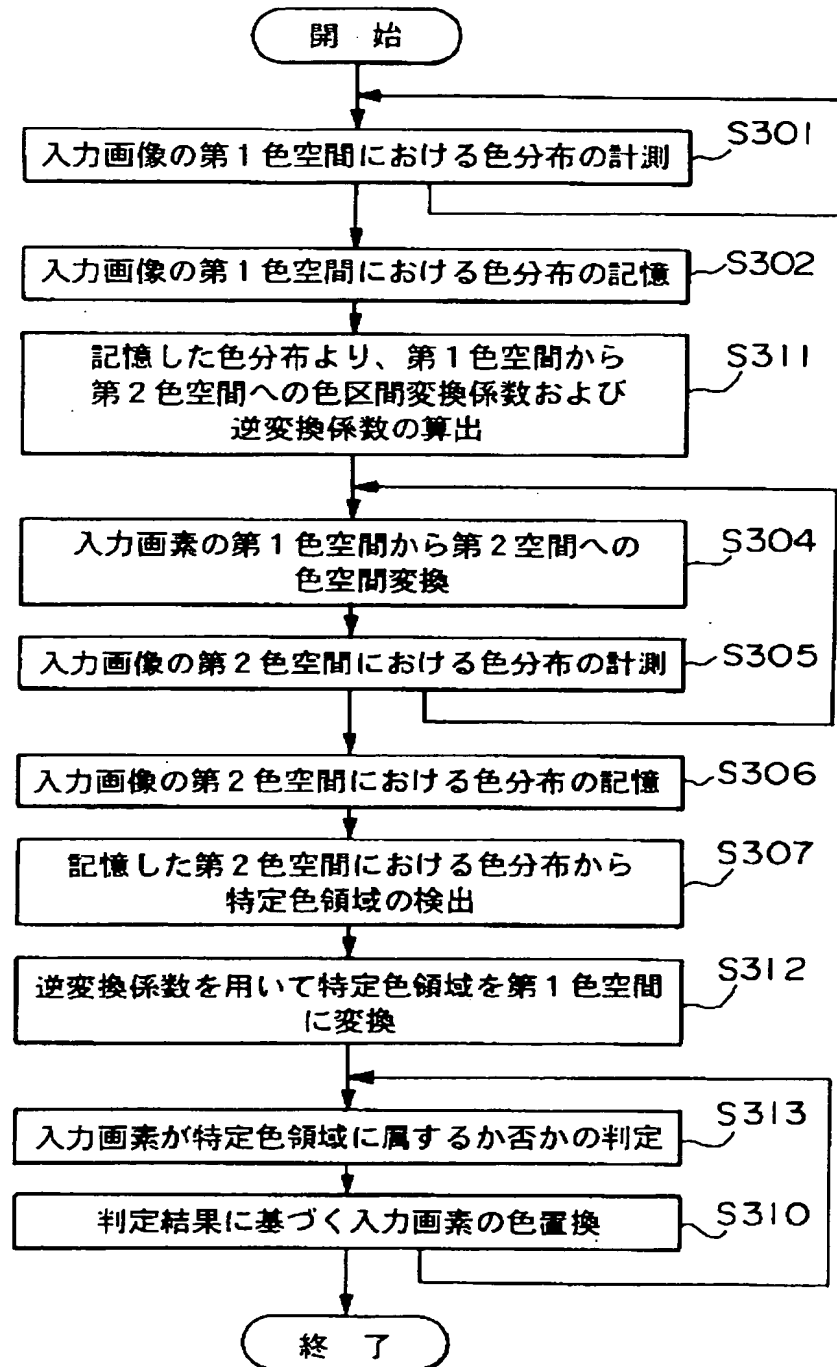 開 始
入力画像の第1色空間における色分布の計測
S301
入力画像の第1色空間における色分布の記憶
S302
記憶した色分布より、第1色空間から
第2色空間への色区間変換係数および
逆変換係数の算出
S311
入力画素の第1色空間から第2空間への
色空間変換
S304
入力画像の第2色空間における色分布の計測
S305
入力画像の第2色空間における色分布の記憶
S306
記憶した第2色空間における色分布から
特定色領域の検出
S307
逆変換係数を用いて特定色領域を第1色空間
に変換
S312
入力画素が特定色領域に属するか否かの判定
S313
判定結果に基づく入力画素の色置換
S310
終 了